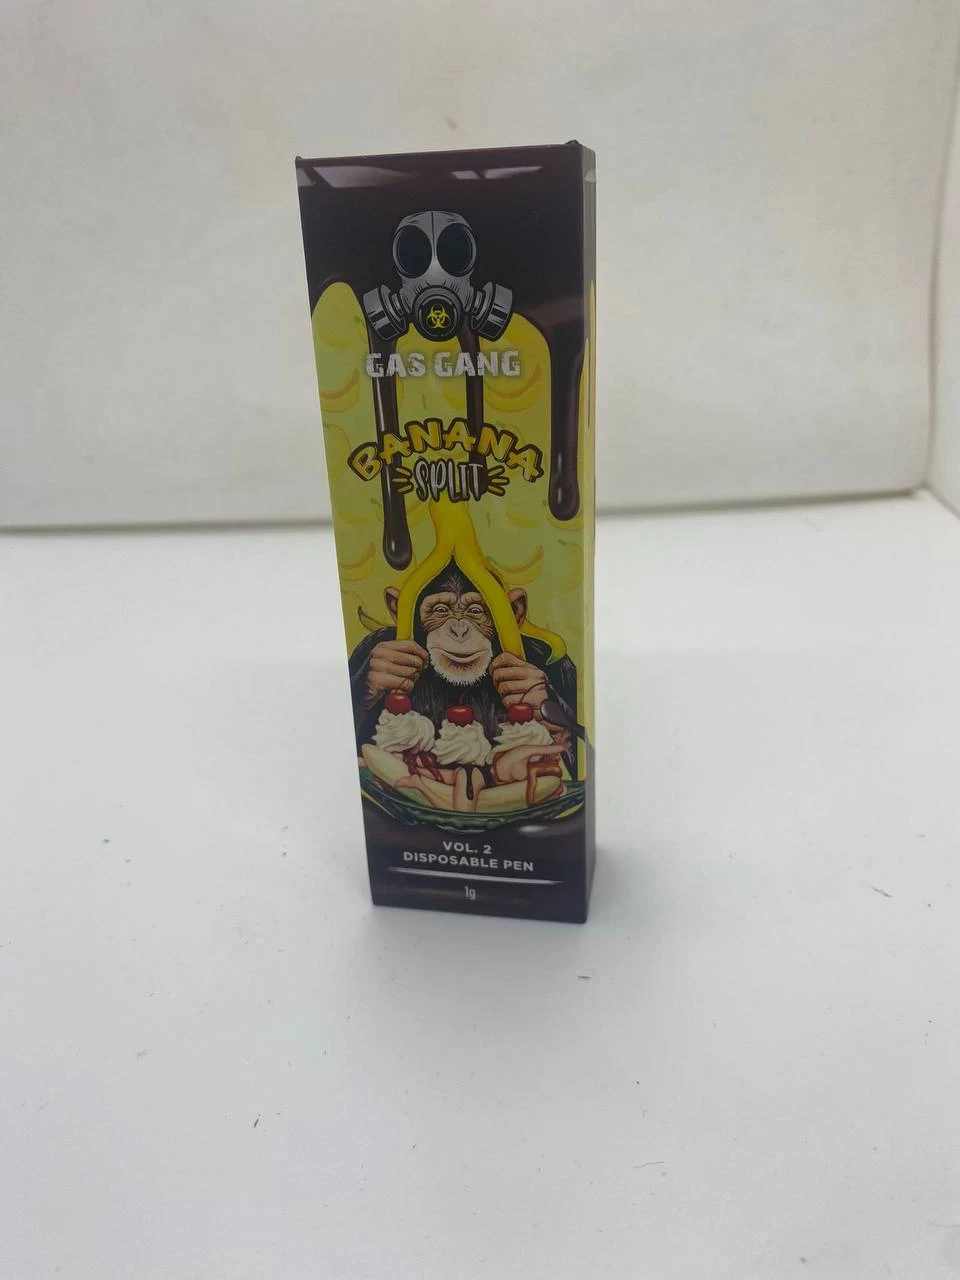 GAS GANG
BANANA
SPLIT
VOL. 2
DISPOSABLE PEN
1g